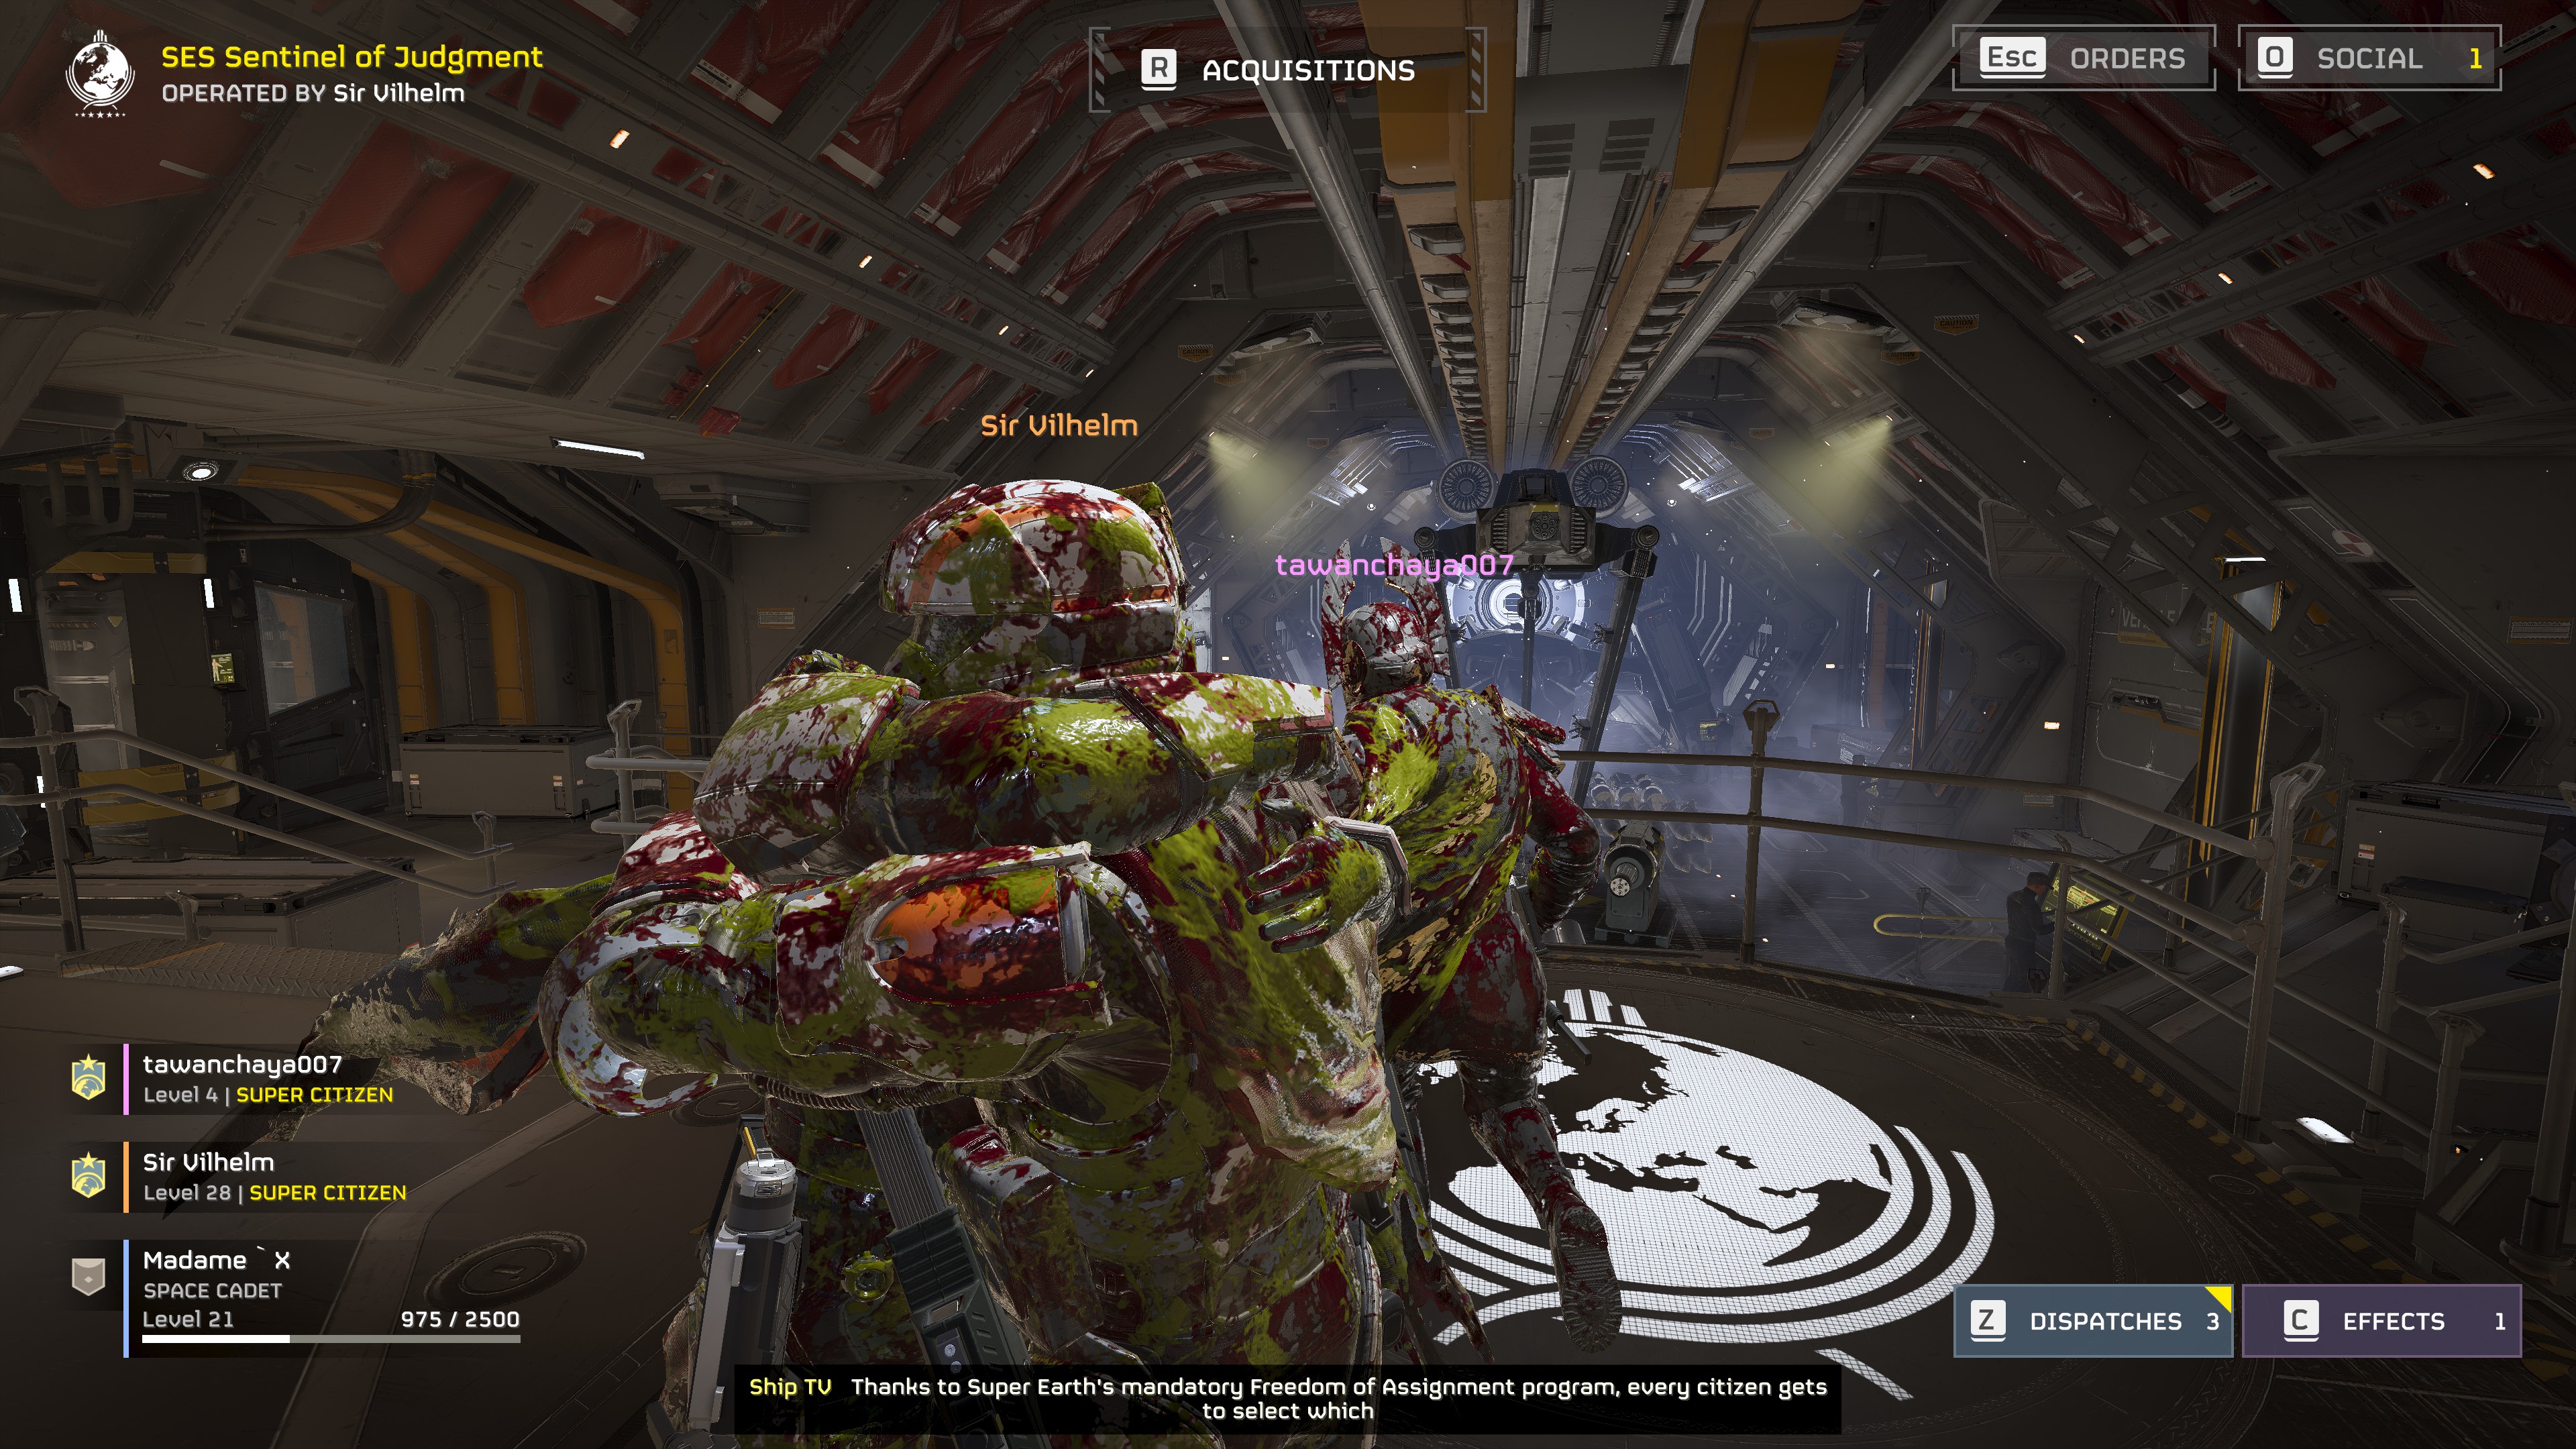 SES Sentinel of Judgment
OPERATED BY Sir Vilhelm
R ACQUISITIONS
Esc ORDERS
O SOCIAL 1
CAUTION
CAUTION
Sir Vilhelm
tawanchaya007
tawanchaya007
Level 4 | SUPER CITIZEN
Sir Vilhelm
Level 28 | SUPER CITIZEN
Madame ` X
SPACE CADET
Level 21 975 / 2500
Z DISPATCHES 3
C EFFECTS 1
Ship TV Thanks to Super Earth's mandatory Freedom of Assignment program, every citizen gets
to select which